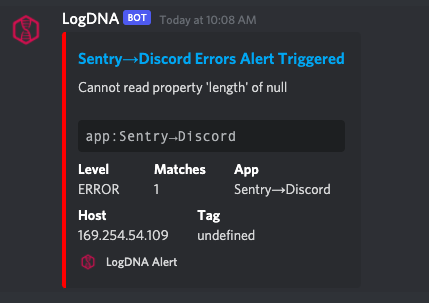 LogDNA BOT Today at 10:08 AM
Sentry→Discord Errors Alert Triggered
Cannot read property 'length' of null
app:Sentry→Discord
Level Matches App
ERROR 1 Sentry→Discord
Host Tag
169.254.54.109 undefined
LogDNA Alert